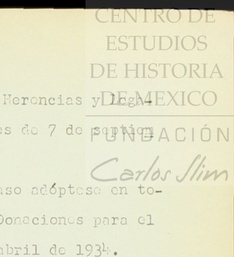 CENTRO DE
ESTUDIOS
DE HISTORIA
DE MEXICO
FUNDACIÓN
Carlos Slim
Herencias y Lega-
es de 7 de septiem
so adóptese en to-
Donaciones para el
abril de 1934.